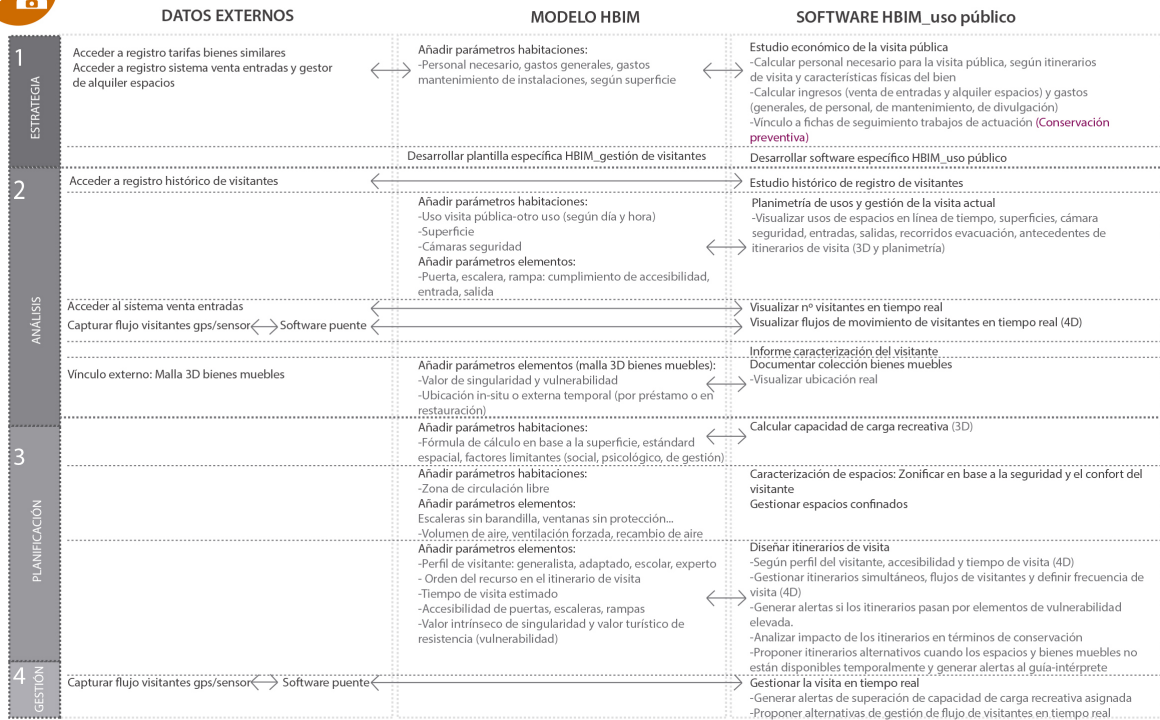 DATOS EXTERNOS
MODELO HBIM
SOFTWARE HBIM_uso público
1
ESTRATEGIA
Acceder a registro tarifas bienes similares
Acceder a registro sistema venta entradas y gestor
de alquiler espacios
Añadir parámetros habitaciones:
-Personal necesario, gastos generales, gastos
mantenimiento de instalaciones, según superficie
Estudio económico de la visita pública
-Calcular personal necesario para la visita pública, según itinerarios
de visita y características físicas del bien
-Calcular ingresos (venta de entradas y alquiler espacios) y gastos
(generales, de personal, de mantenimiento, de divulgación)
-Vínculo a fichas de seguimiento trabajos de actuación (Conservación
preventiva)
Desarrollar plantilla específica HBIM_gestión de visitantes
Desarrollar software específico HBIM_uso público
2
ANÁLISIS
Acceder a registro histórico de visitantes
Estudio histórico de registro de visitantes
Añadir parámetros habitaciones:
-Uso visita pública-otro uso (según día y hora)
-Superficie
-Cámaras seguridad
Añadir parámetros elementos:
-Puerta, escalera, rampa: cumplimiento de accesibilidad,
entrada, salida
Planimetría de usos y gestión de la visita actual
-Visualizar usos de espacios en línea de tiempo, superficies, cámara
seguridad, entradas, salidas, recorridos evacuación, antecedentes de
itinerarios de visita (3D y planimetría)
Acceder al sistema venta entradas
Visualizar nº visitantes en tiempo real
Capturar flujo visitantes gps/sensor
Software puente
Visualizar flujos de movimiento de visitantes en tiempo real (4D)
Informe caracterización del visitante
Vínculo externo: Malla 3D bienes muebles
Añadir parámetros elementos (malla 3D bienes muebles):
-Valor de singularidad y vulnerabilidad
-Ubicación in-situ o externa temporal (por préstamo o en
restauración)
Documentar colección bienes muebles
-Visualizar ubicación real
3
PLANIFICACIÓN
Añadir parámetros habitaciones:
-Fórmula de cálculo en base a la superficie, estándard
espacial, factores limitantes (social, psicológico, de gestión)
Calcular capacidad de carga recreativa (3D)
Añadir parámetros habitaciones:
-Zona de circulación libre
Añadir parámetros elementos:
Escaleras sin barandilla, ventanas sin protección...
-Volumen de aire, ventilación forzada, recambio de aire
Caracterización de espacios: Zonificar en base a la seguridad y el confort del
visitante
Gestionar espacios confinados
Añadir parámetros elementos:
-Perfil de visitante: generalista, adaptado, escolar, experto
- Orden del recurso en el itinerario de visita
-Tiempo de visita estimado
-Accesibilidad de puertas, escaleras, rampas
-Valor intrínseco de singularidad y valor turístico de
resistencia (vulnerabilidad)
Diseñar itinerarios de visita
-Según perfil del visitante, accesibilidad y tiempo de visita (4D)
-Gestionar itinerarios simultáneos, flujos de visitantes y definir frecuencia de
visita (4D)
-Generar alertas si los itinerarios pasan por elementos de vulnerabilidad
elevada.
-Analizar impacto de los itinerarios en términos de conservación
-Proponer itinerarios alternativos cuando los espacios y bienes muebles no
están disponibles temporalmente y generar alertas al guía-intérprete
4
GESTIÓN
Capturar flujo visitantes gps/sensor
Software puente
Gestionar la visita en tiempo real
-Generar alertas de superación de capacidad de carga recreativa asignada
-Proponer alternativas de gestión de flujo de visitantes en tiempo real